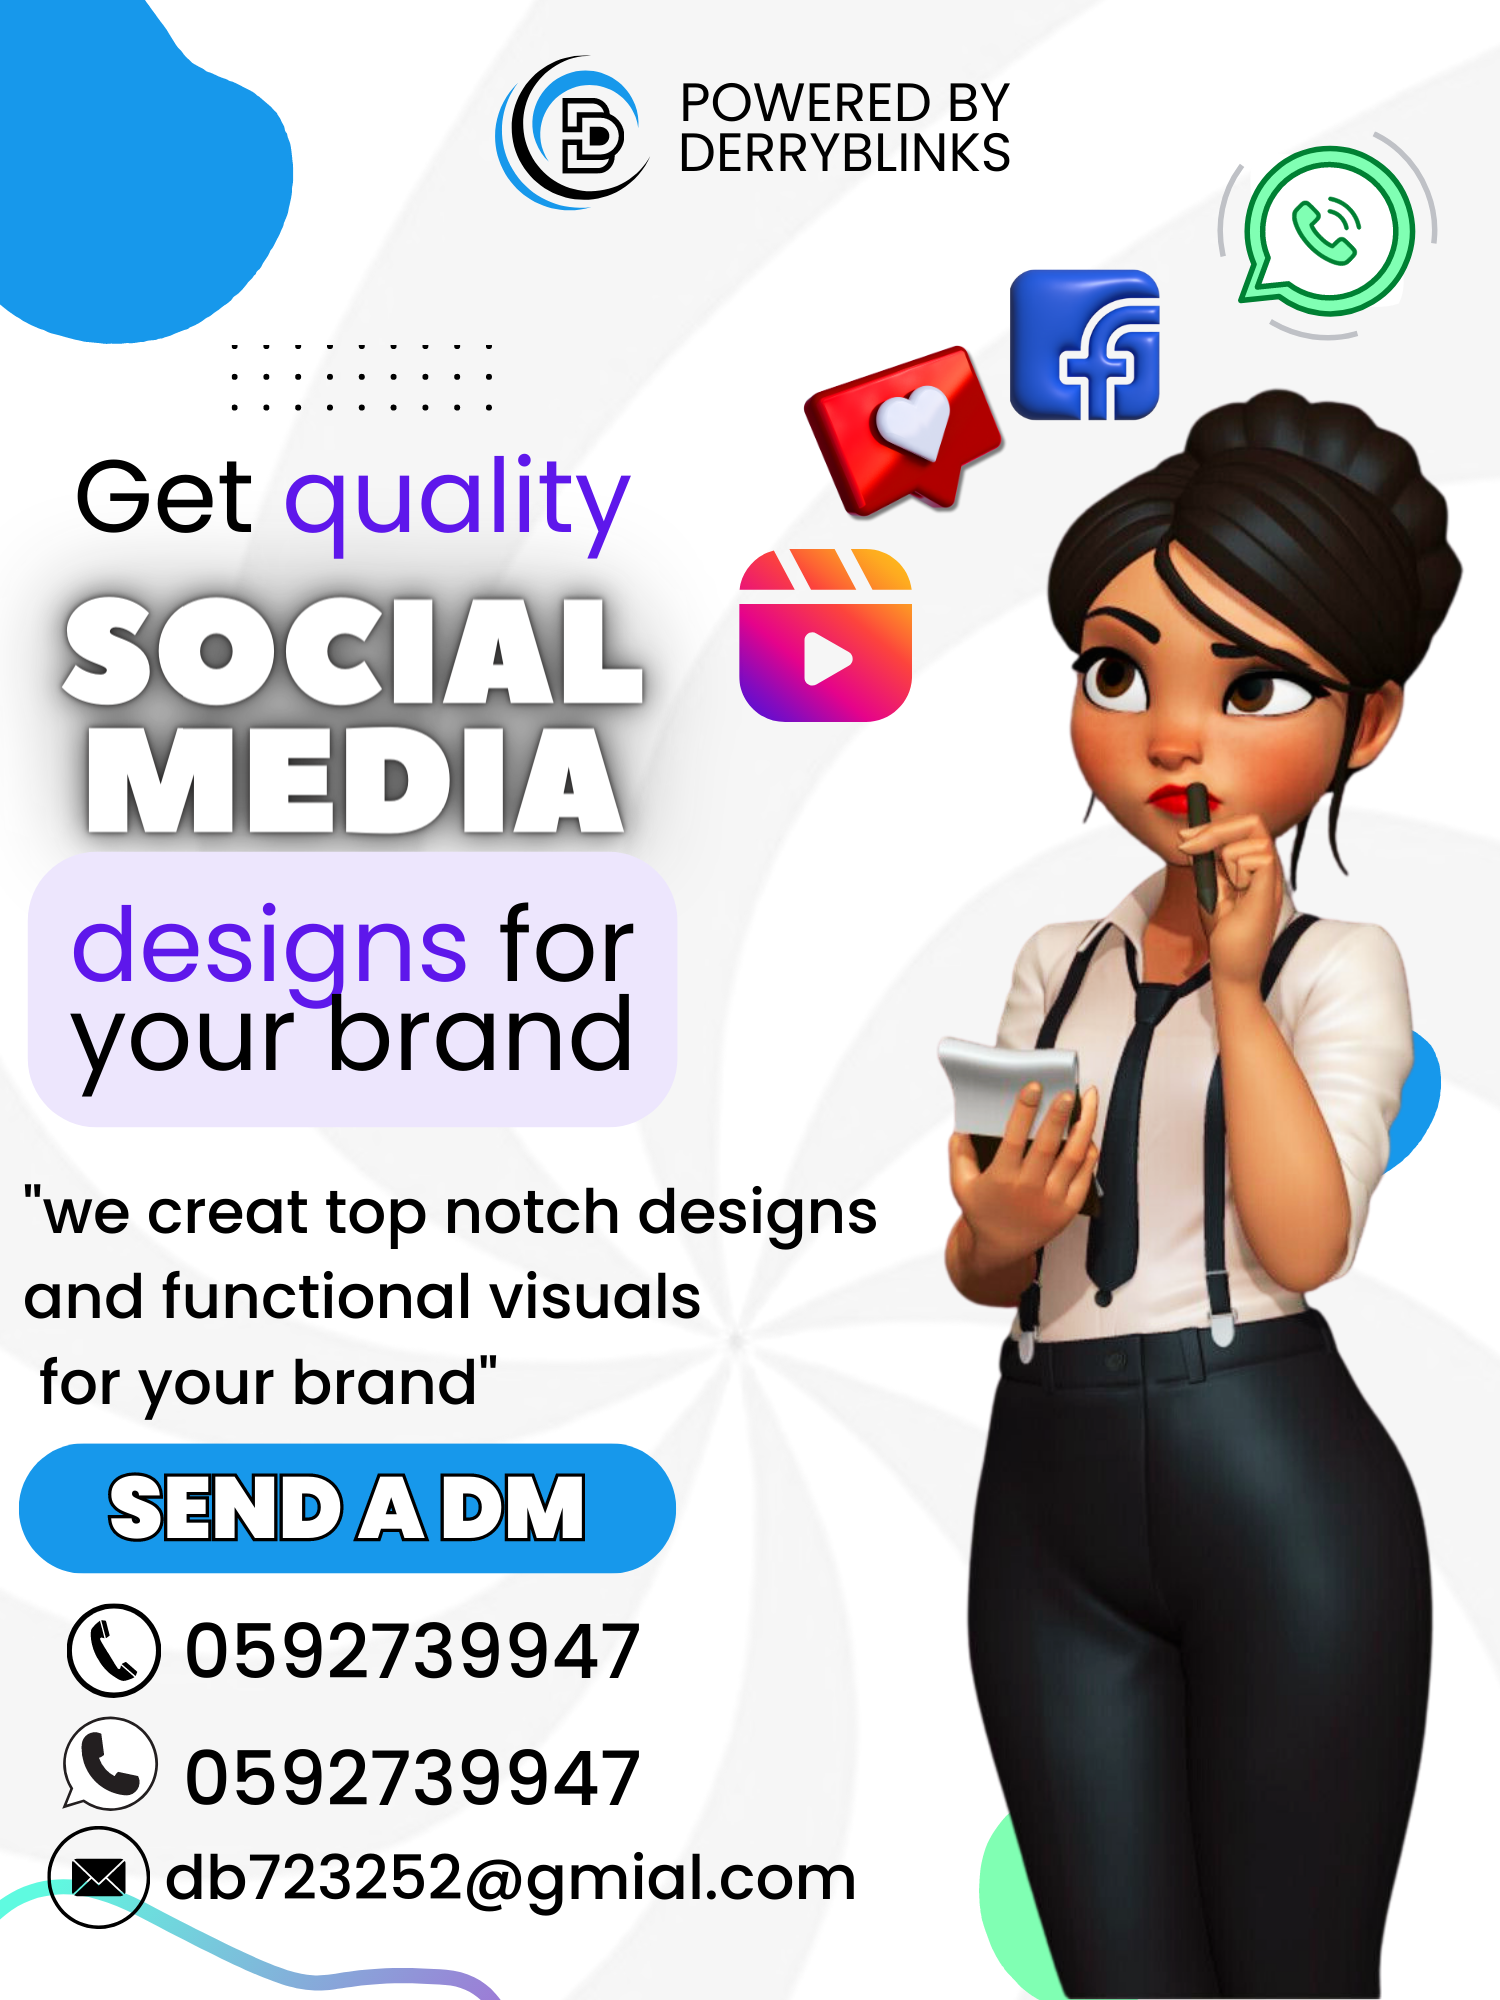 POWERED BY
DERRYBLINKS
Get quality
SOCIAL
MEDIA
designs for
your brand
"we creat top notch designs
and functional visuals
for your brand"
SEND A DM
0592739947
0592739947
db723252@gmial.com